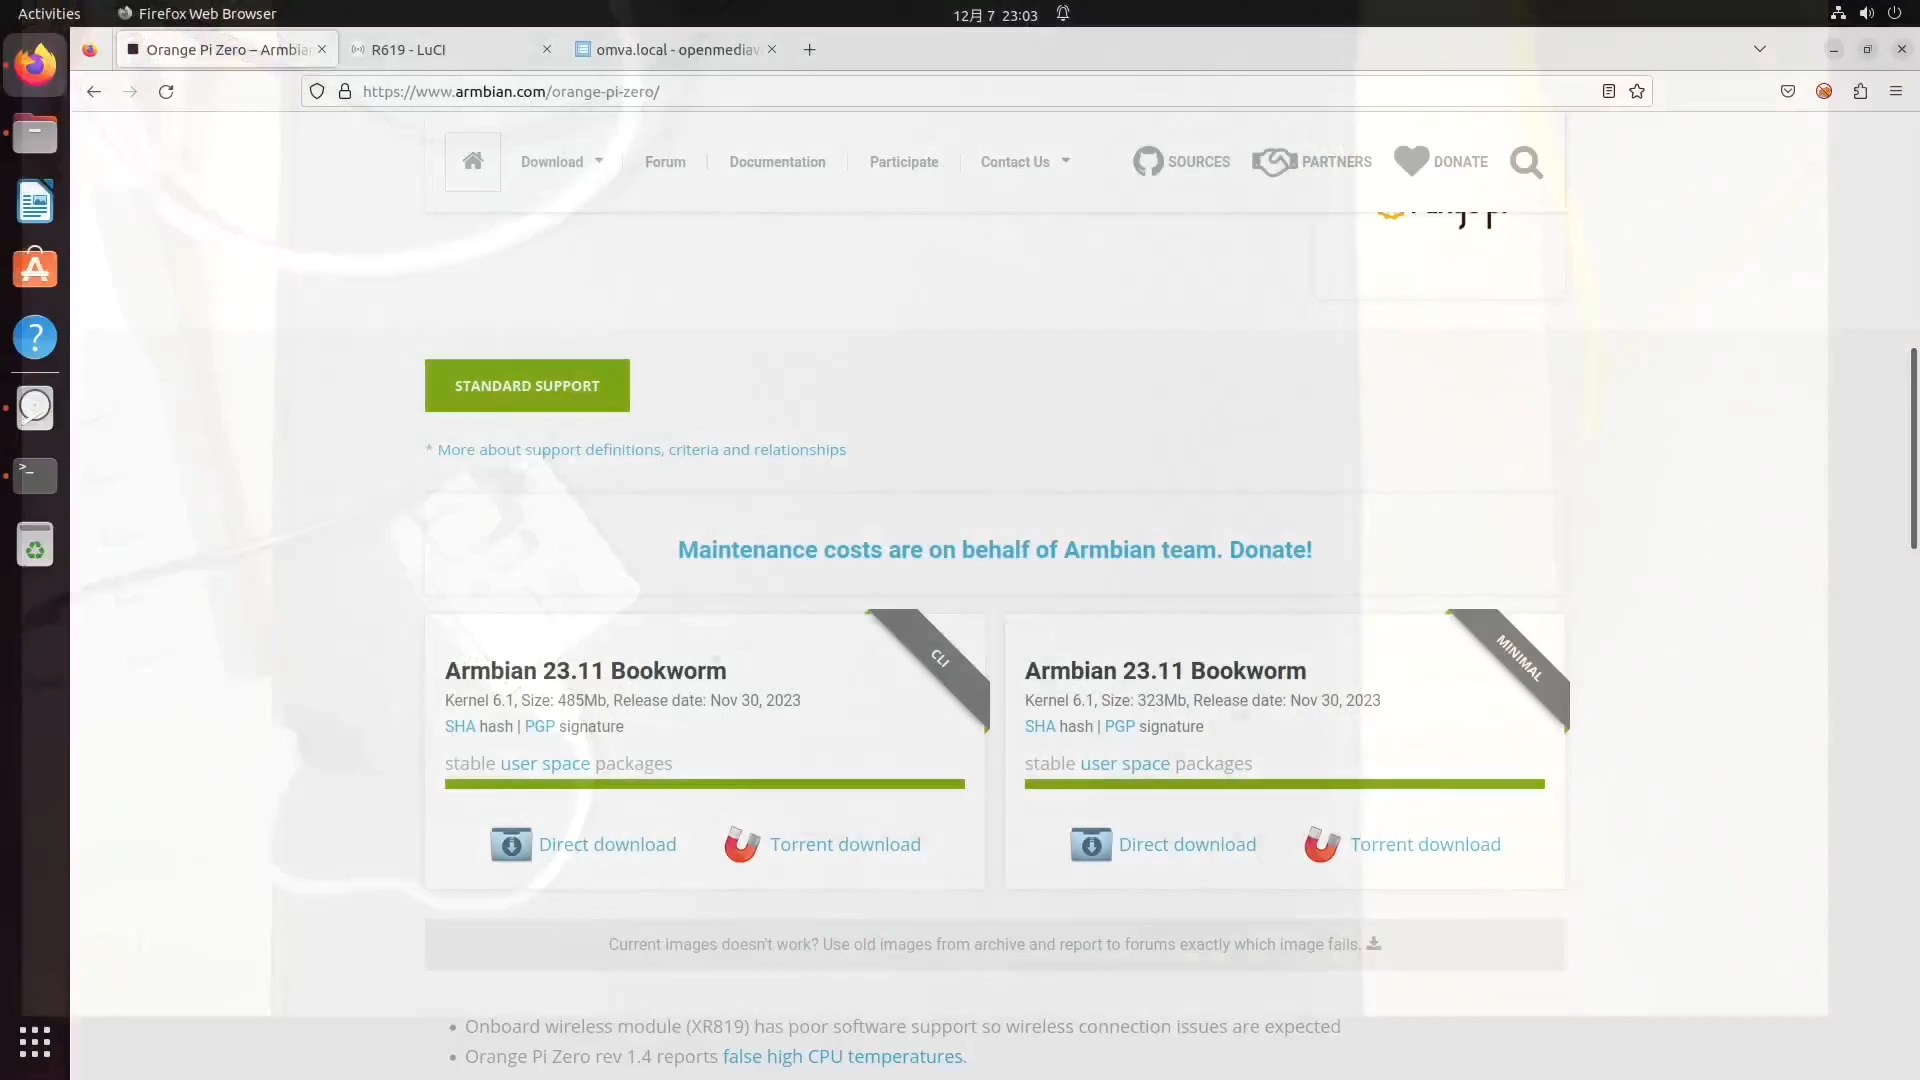 Activities
Firefox Web Browser
12月 7 23:03
Orange Pi Zero – Armbian
R619 - LuCI
omva.local - openmediav
https://www.armbian.com/orange-pi-zero/
Download
Forum
Documentation
Participate
Contact Us
SOURCES
PARTNERS
DONATE
STANDARD SUPPORT
* More about support definitions, criteria and relationships
Maintenance costs are on behalf of Armbian team. Donate!
CLI
Armbian 23.11 Bookworm
Kernel 6.1, Size: 485Mb, Release date: Nov 30, 2023
SHA hash | PGP signature
stable user space packages
Direct download
Torrent download
MINIMAL
Armbian 23.11 Bookworm
Kernel 6.1, Size: 323Mb, Release date: Nov 30, 2023
SHA hash | PGP signature
stable user space packages
Direct download
Torrent download
Current images doesn't work? Use old images from archive and report to forums exactly which image fails.
Onboard wireless module (XR819) has poor software support so wireless connection issues are expected
Orange Pi Zero rev 1.4 reports false high CPU temperatures.